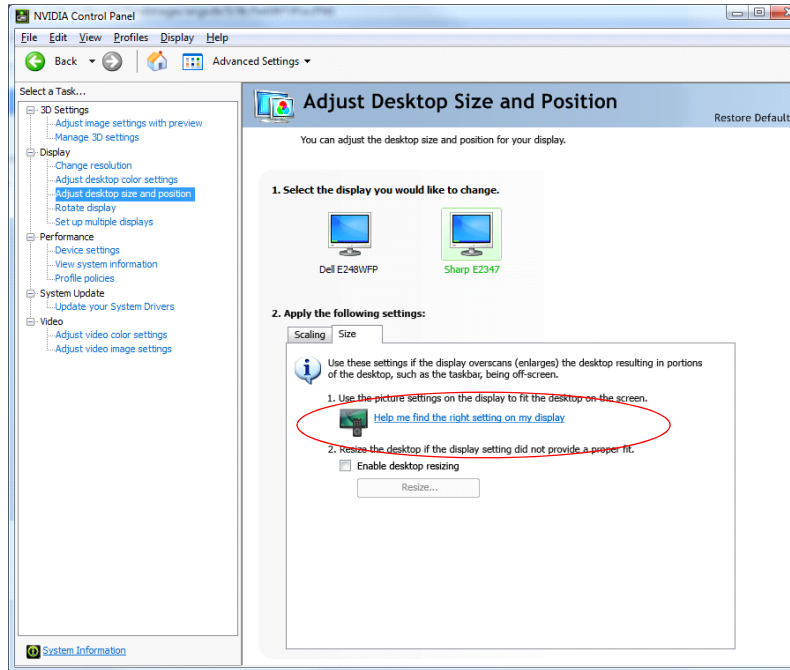 NVIDIA Control Panel
File Edit View Profiles Display Help
Back Advanced Settings
Select a Task...
3D Settings
Adjust image settings with preview
Manage 3D settings
Display
Change resolution
Adjust desktop color settings
Adjust desktop size and position
Rotate display
Set up multiple displays
Performance
Device settings
View system information
Profile policies
System Update
Update your System Drivers
Video
Adjust video color settings
Adjust video image settings
System Information
Adjust Desktop Size and Position
Restore Default
You can adjust the desktop size and position for your display.
1. Select the display you would like to change.
Dell E248WFP Sharp E2347
2. Apply the following settings:
Scaling Size
Use these settings if the display overscans (enlarges) the desktop resulting in portions
of the desktop, such as the taskbar, being off-screen.
1. Use the picture settings on the display to fit the desktop on the screen.
Help me find the right setting on my display
2. Resize the desktop if the display setting did not provide a proper fit.
Enable desktop resizing
Resize...